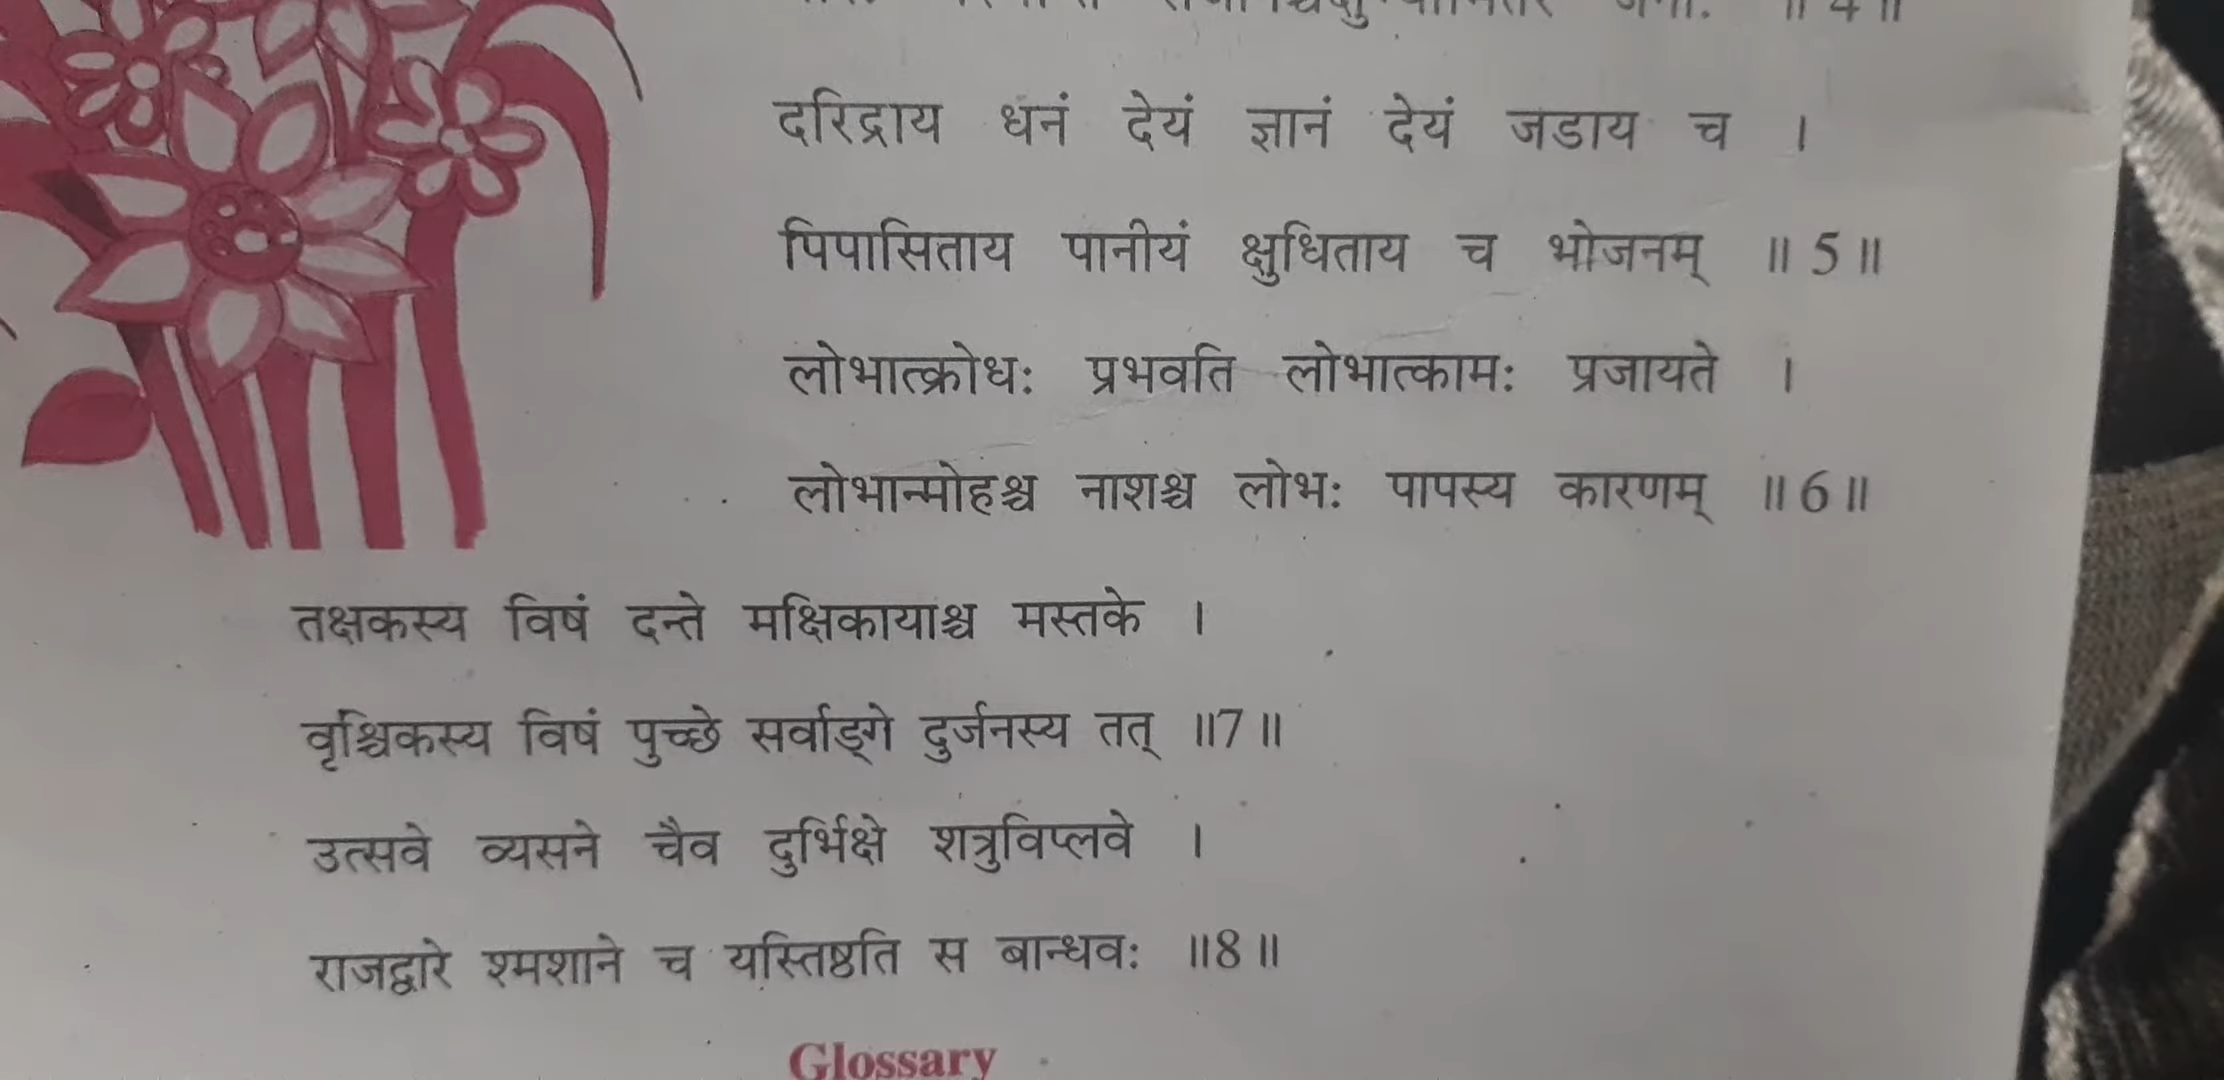 ॥ 4 ॥
दरिद्राय धनं देयं ज्ञानं देयं जडाय च ।
पिपासिताय पानीयं क्षुधिताय च भोजनम् ॥ 5 ॥
लोभात्क्रोधः प्रभवति लोभात्कामः प्रजायते ।
लोभान्मोहश्च नाशश्च लोभः पापस्य कारणम् ॥ 6 ॥
तक्षकस्य विषं दन्ते मक्षिकायाश्च मस्तके ।
वृश्चिकस्य विषं पुच्छे सर्वाङ्गे दुर्जनस्य तत् ॥7॥
उत्सवे व्यसने चैव दुर्भिक्षे शत्रुविप्लवे ।
राजद्वारे श्मशाने च यस्तिष्ठति स बान्धवः ॥8॥
Glossary